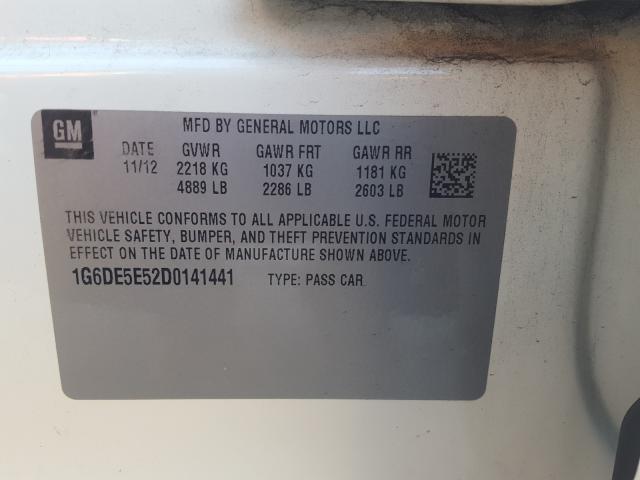 GM
MFD BY GENERAL MOTORS LLC
DATE GVWR GAWR FRT GAWR RR
11/12 2218 KG 1037 KG 1181 KG
4889 LB 2286 LB 2603 LB
THIS VEHICLE CONFORMS TO ALL APPLICABLE U.S. FEDERAL MOTOR
VEHICLE SAFETY, BUMPER, AND THEFT PREVENTION STANDARDS IN
EFFECT ON THE DATE OF MANUFACTURE SHOWN ABOVE.
1G6DE5E52D0141441 TYPE: PASS CAR